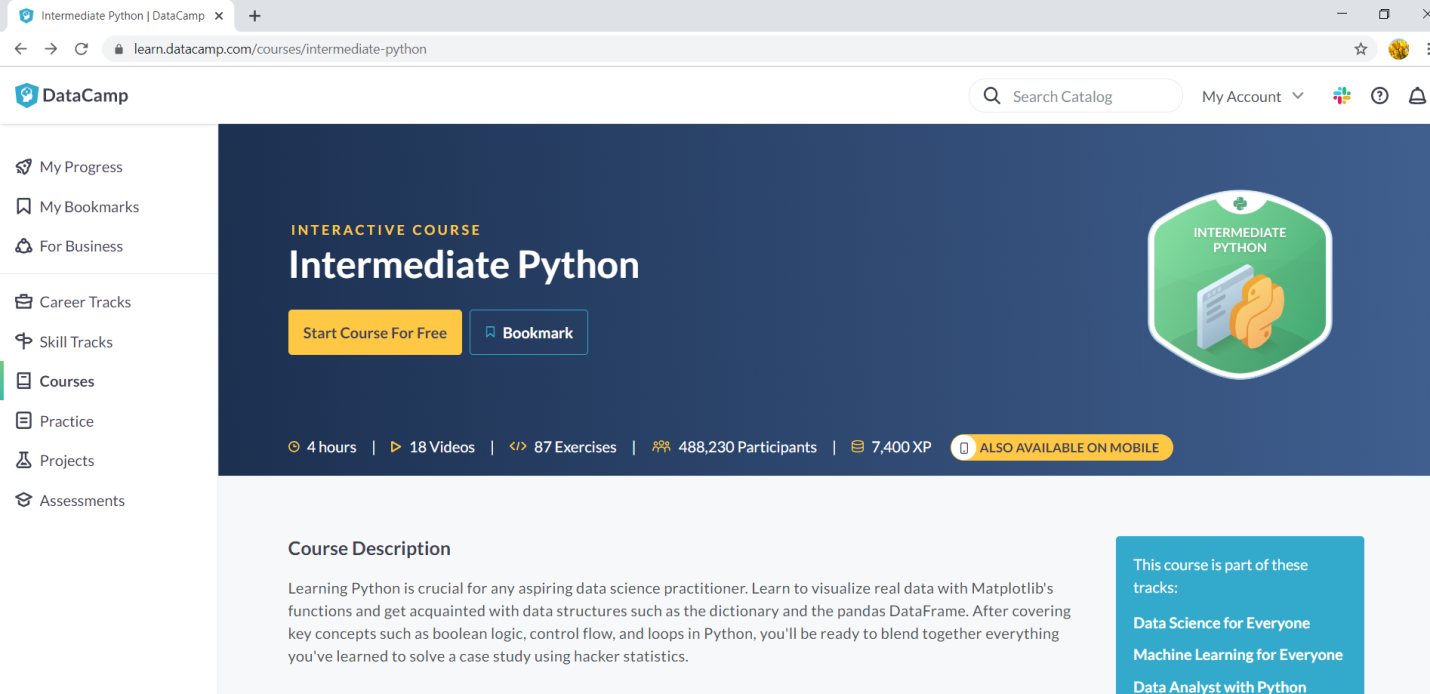 Intermediate Python | DataCamp
learn.datacamp.com/courses/intermediate-python
DataCamp
Search Catalog
My Account
My Progress
My Bookmarks
For Business
Career Tracks
Skill Tracks
Courses
Practice
Projects
Assessments
INTERACTIVE COURSE
Intermediate Python
Start Course For Free
Bookmark
INTERMEDIATE
PYTHON
4 hours | 18 Videos | 87 Exercises | 488,230 Participants | 7,400 XP ALSO AVAILABLE ON MOBILE
Course Description
Learning Python is crucial for any aspiring data science practitioner. Learn to visualize real data with Matplotlib's
functions and get acquainted with data structures such as the dictionary and the pandas DataFrame. After covering
key concepts such as boolean logic, control flow, and loops in Python, you'll be ready to blend together everything
you've learned to solve a case study using hacker statistics.
This course is part of these
tracks:
Data Science for Everyone
Machine Learning for Everyone
Data Analyst with Python